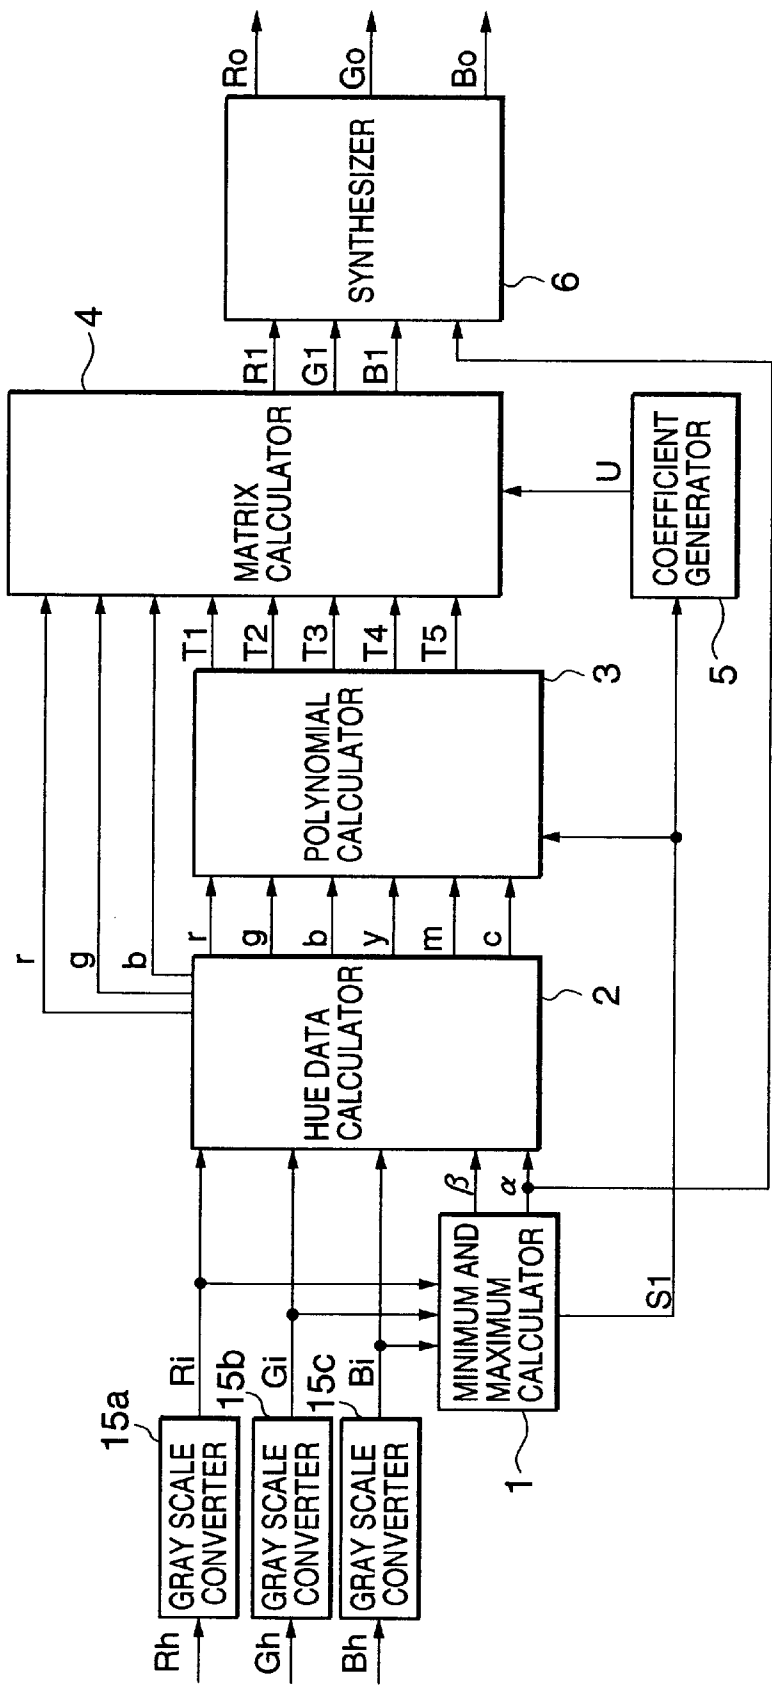 Rh
Gh
Bh
GRAY SCALE
CONVERTER
15a
GRAY SCALE
CONVERTER
15b
GRAY SCALE
CONVERTER
15c
Ri
Gi
Bi
MINIMUM AND
MAXIMUM
CALCULATOR
1
β
α
S1
HUE DATA
CALCULATOR
2
r
g
b
r
g
b
y
m
c
POLYNOMIAL
CALCULATOR
3
T1
T2
T3
T4
T5
MATRIX
CALCULATOR
4
COEFFICIENT
GENERATOR
5
U
R1
G1
B1
SYNTHESIZER
6
Ro
Go
Bo